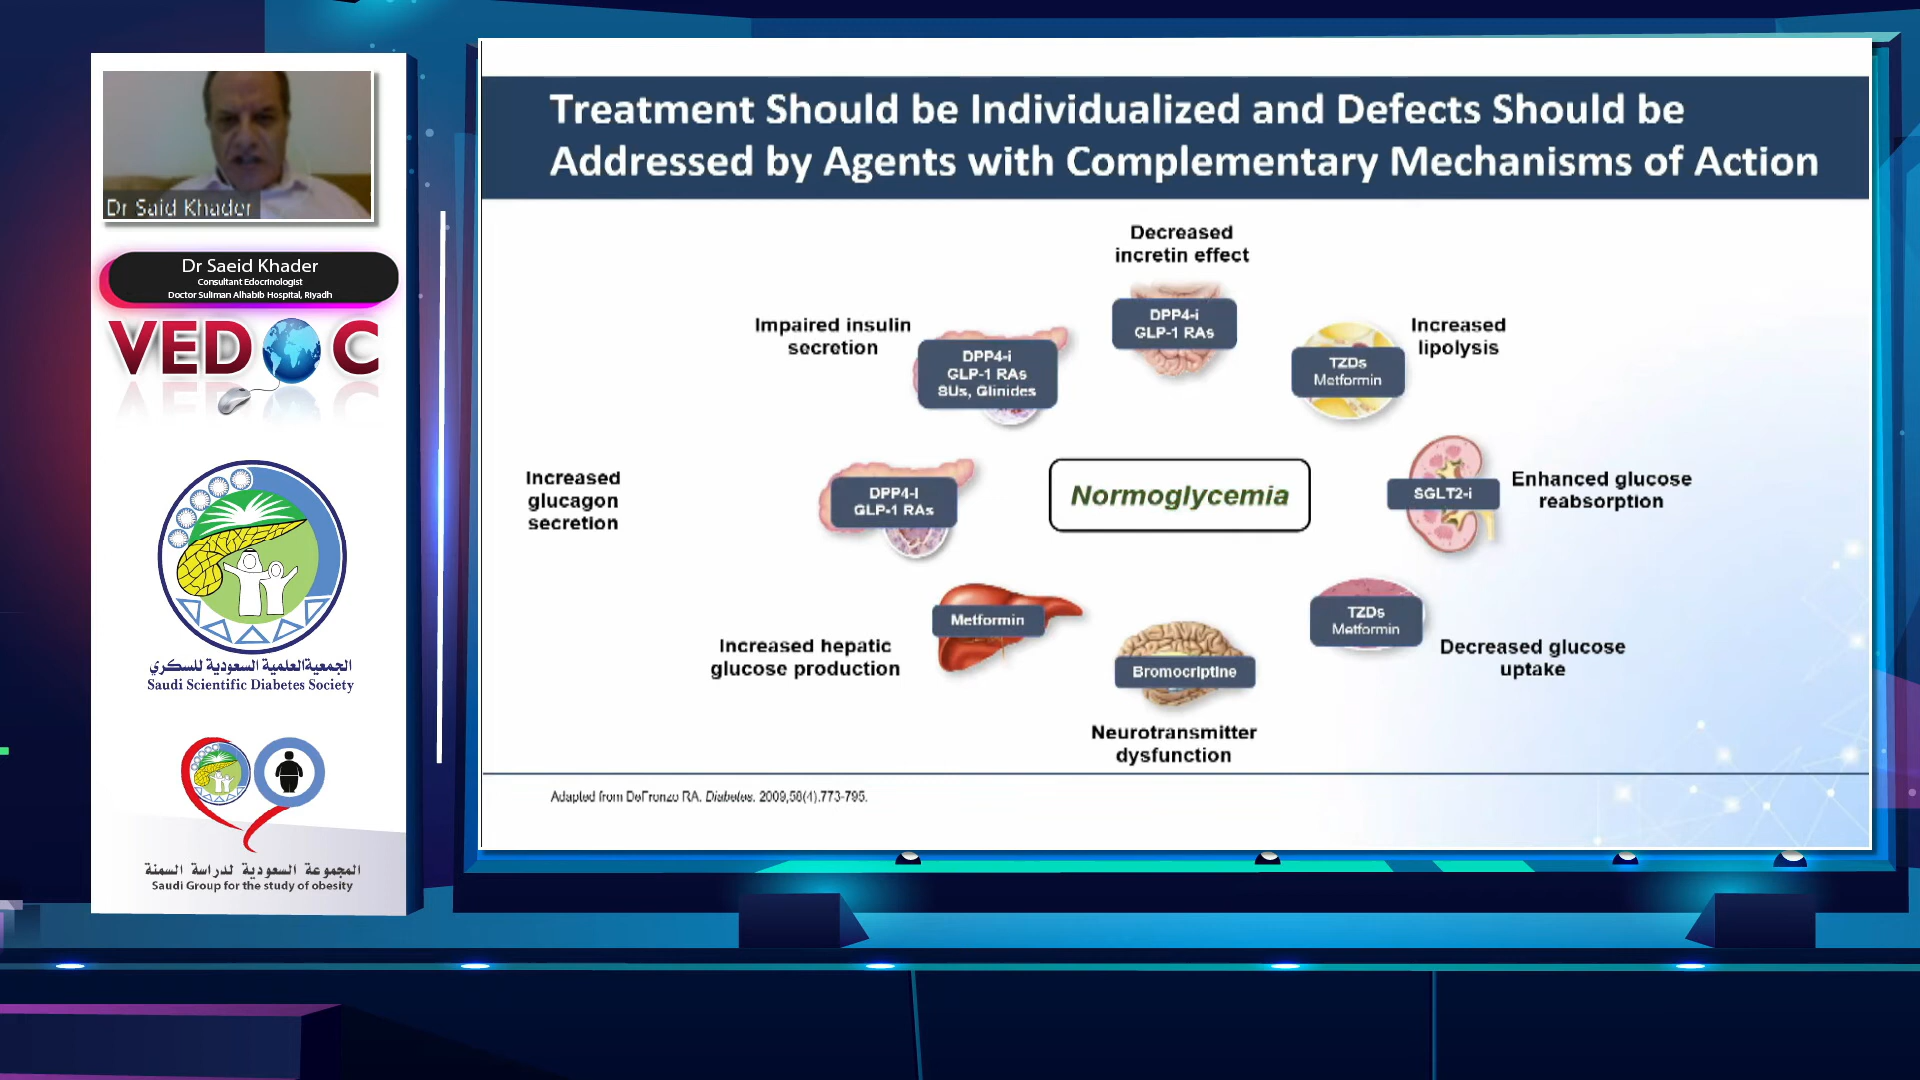 Dr Said Khader
Dr Saeid Khader
Consultant Edocrinologist
Doctor Suliman Alhabib Hospital, Riyadh
VEDOC
الجمعية العلمية السعودية للسكري
Saudi Scientific Diabetes Society
المجموعة السعودية لدراسة السمنة
Saudi Group for the study of obesity
Treatment Should be Individualized and Defects Should be
Addressed by Agents with Complementary Mechanisms of Action
Decreased
incretin effect
DPP4-i
GLP-1 RAs
Impaired insulin
secretion
DPP4-i
GLP-1 RAs
SUs, Glinides
Increased
lipolysis
TZDs
Metformin
Increased
glucagon
secretion
DPP4-I
GLP-1 RAs
Normoglycemia
SGLT2-i
Enhanced glucose
reabsorption
Increased hepatic
glucose production
Metformin
Bromocriptine
Neurotransmitter
dysfunction
TZDs
Metformin
Decreased glucose
uptake
Adapted from DeFronzo RA. Diabetes. 2009;58(4).773-795.